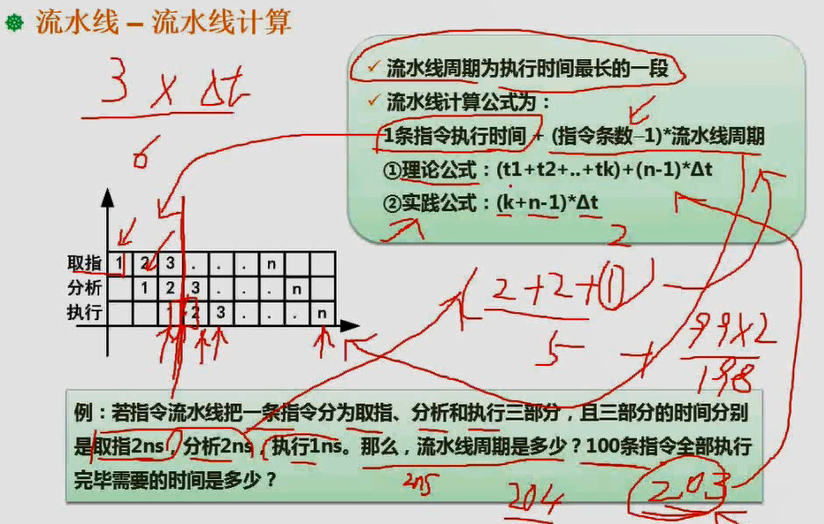 流水线 – 流水线计算
3 × Δt
6
流水线周期为执行时间最长的一段
流水线计算公式为：
1条指令执行时间 + (指令条数-1)*流水线周期
①理论公式：(t1+t2+..+tk)+(n-1)*Δt
②实践公式：(k+n-1)*Δt
2
取指 1 2 3 . . . n
分析 1 2 3 . . . n
执行 1 2 3 . . . n
(2+2+1)
5 + 99×2
198
例：若指令流水线把一条指令分为取指、分析和执行三部分，且三部分的时间分别
是取指2ns，分析2ns，执行1ns。那么，流水线周期是多少？100条指令全部执行
完毕需要的时间是多少？
2ns
204
203